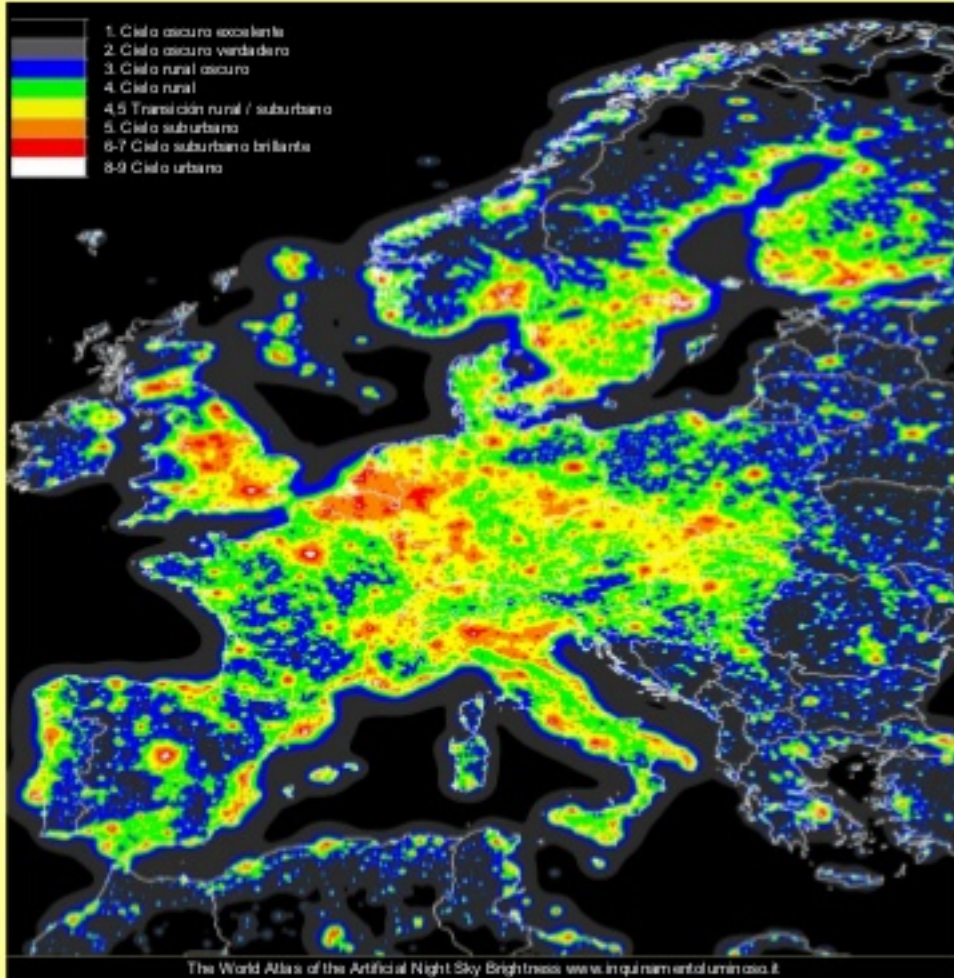 1. Cielo oscuro excelente
2. Cielo oscuro verdadero
3. Cielo rural oscuro
4. Cielo rural
4,5 Transición rural / suburbano
5. Cielo suburbano
6-7 Cielo suburbano brillante
8-9 Cielo urbano
The World Atlas of the Artificial Night Sky Brightness www.inquinamentoluminoso.it